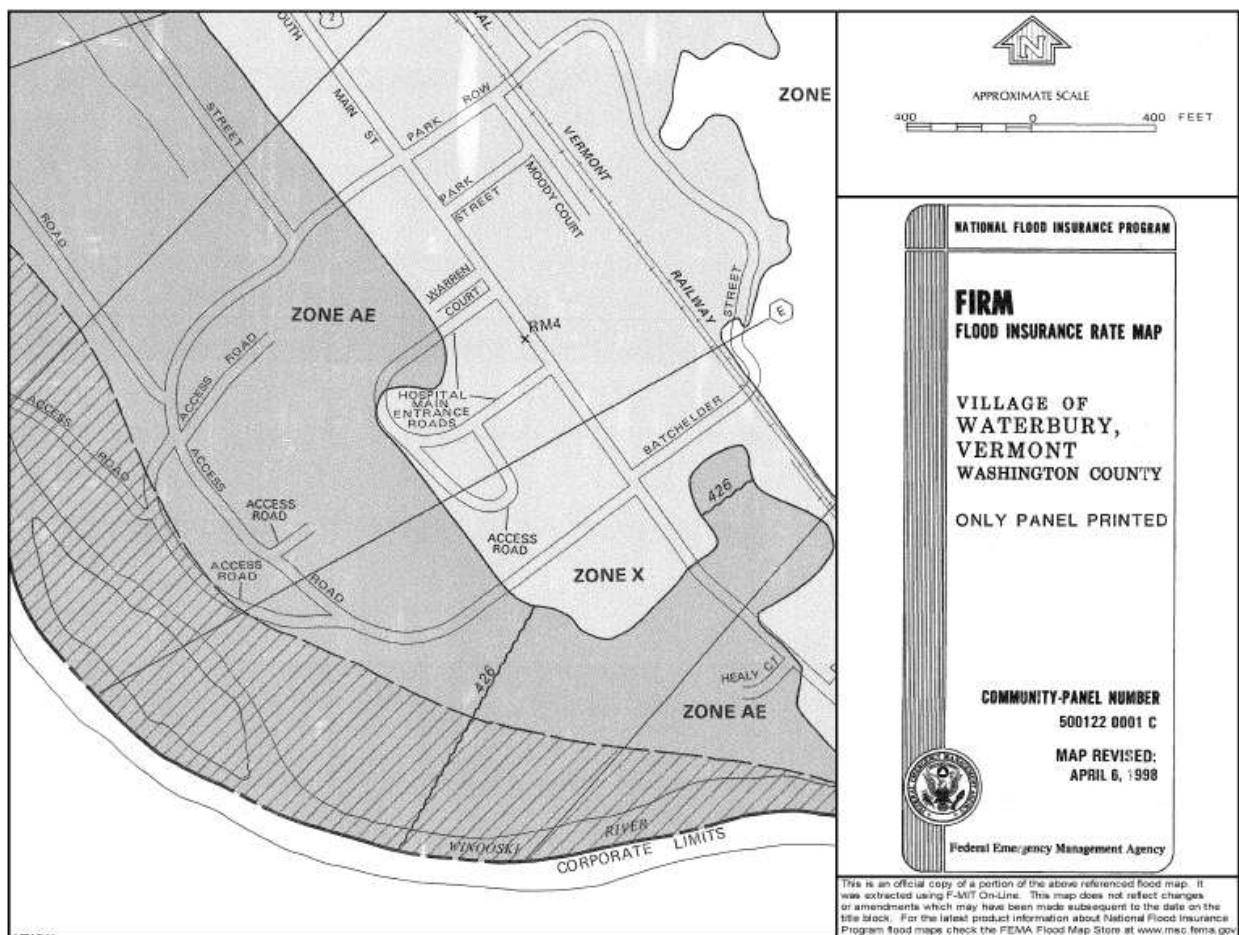 OUTH
2
MAIN
ST
STREET
ROAD
PARK ROW
VERMONT
RAILWAY
ZONE
PARK
STREET
MOODY COURT
STREET
WARREN
COURT
RM4
E
ZONE AE
ACCESS ROAD
HOSPITAL
MAIN
ENTRANCE
ROADS
BATCHELDER
426
ACCESS
ROAD
ACCESS
ROAD
ACCESS
ROAD
ACCESS
ROAD
ACCESS
ROAD
ZONE X
426
HEALY CT
ZONE AE
WINOOSKI RIVER
CORPORATE LIMITS
N
APPROXIMATE SCALE
400 0 400 FEET
NATIONAL FLOOD INSURANCE PROGRAM
FIRM
FLOOD INSURANCE RATE MAP
VILLAGE OF
WATERBURY,
VERMONT
WASHINGTON COUNTY
ONLY PANEL PRINTED
COMMUNITY-PANEL NUMBER
500122 0001 C
MAP REVISED:
APRIL 6, 1998
Federal Emergency Management Agency
This is an official copy of a portion of the above referenced flood map. It
was extracted using F-MIT On-Line. This map does not reflect changes
or amendments which may have been made subsequent to the date on the
title block. For the latest product information about National Flood Insurance
Program flood maps check the FEMA Flood Map Store at www.msc.fema.gov